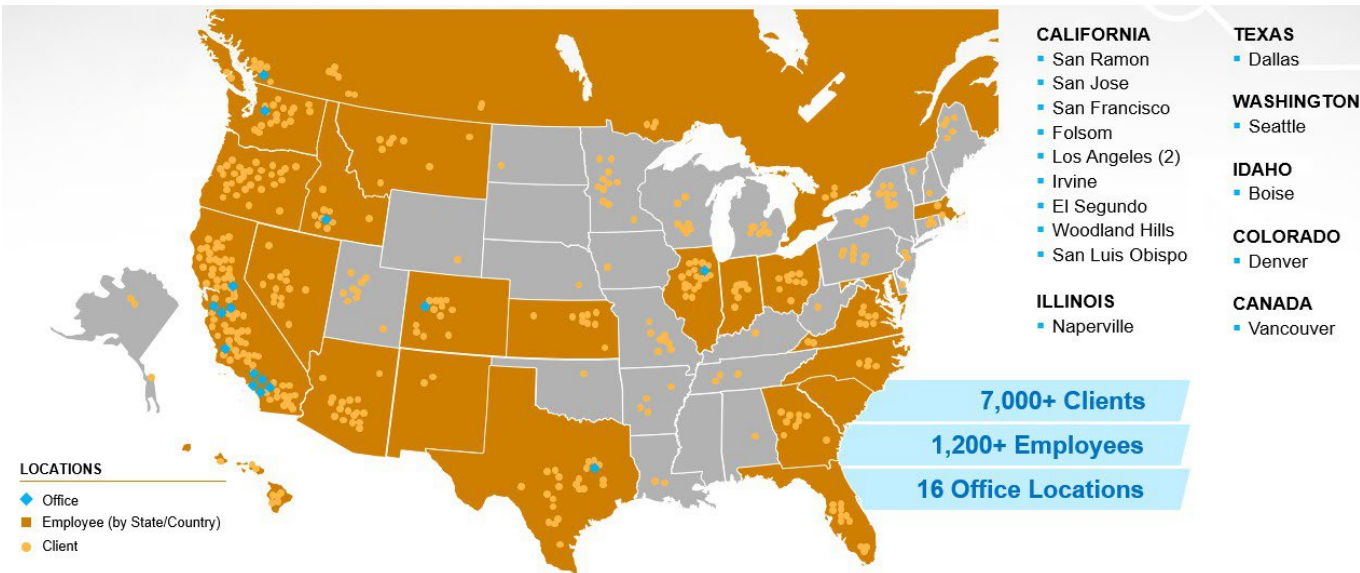 CALIFORNIA
San Ramon
San Jose
San Francisco
Folsom
Los Angeles (2)
Irvine
El Segundo
Woodland Hills
San Luis Obispo
ILLINOIS
Naperville
TEXAS
Dallas
WASHINGTON
Seattle
IDAHO
Boise
COLORADO
Denver
CANADA
Vancouver
7,000+ Clients
1,200+ Employees
16 Office Locations
LOCATIONS
Office
Employee (by State/Country)
Client